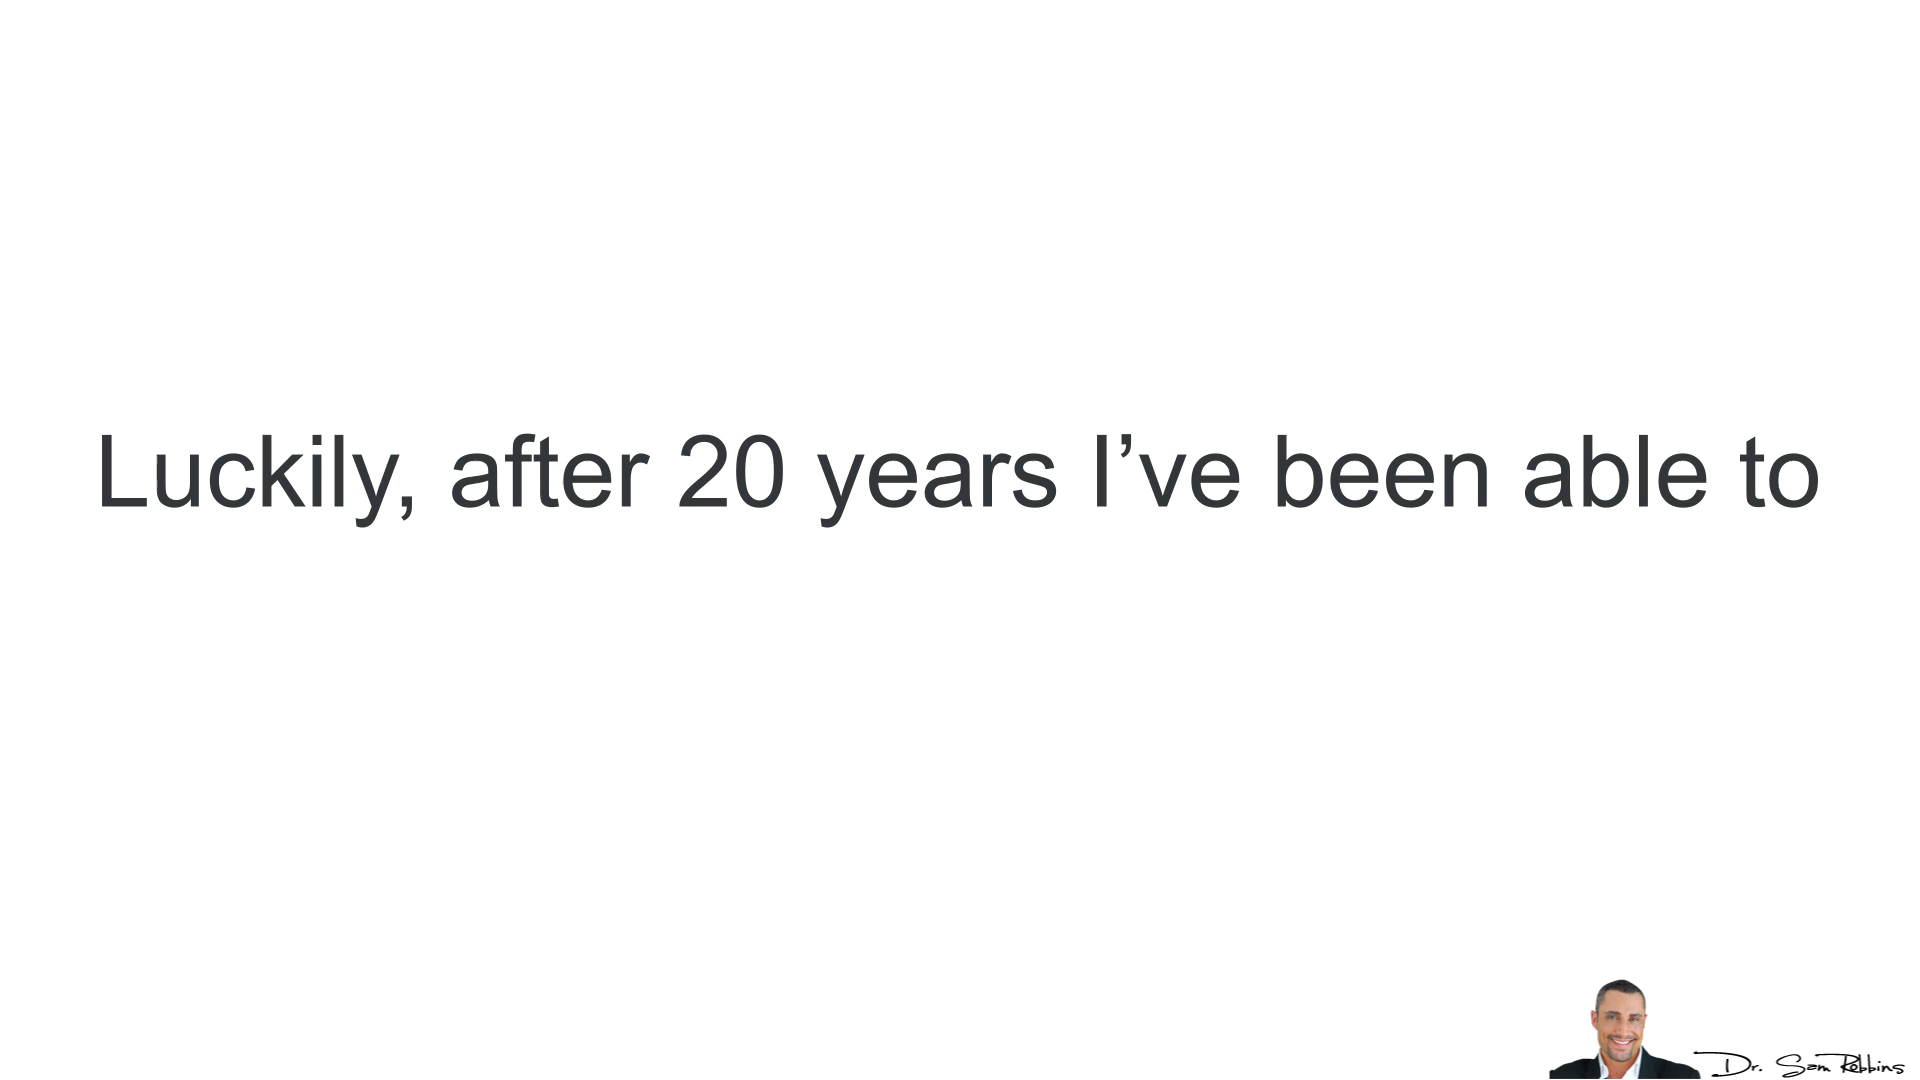 Luckily, after 20 years I’ve been able to
Dr. Sam Robbins